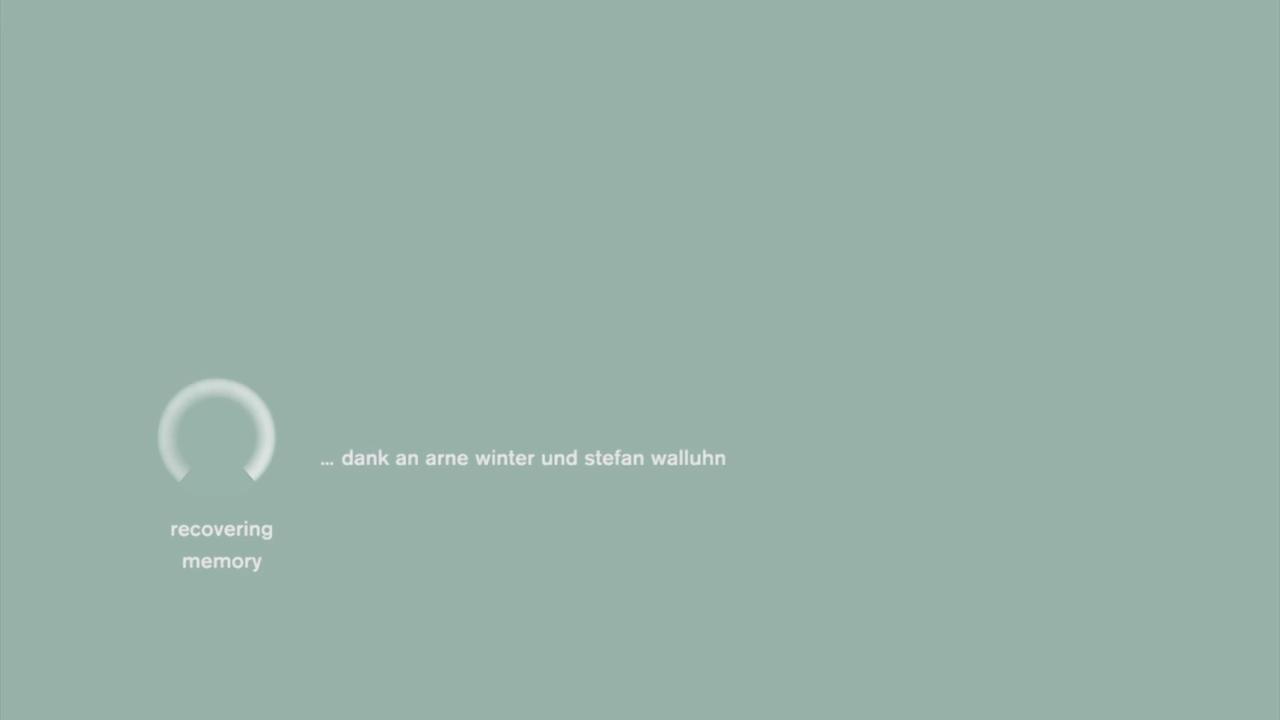 ... dank an arne winter und stefan walluhn
recovering
memory